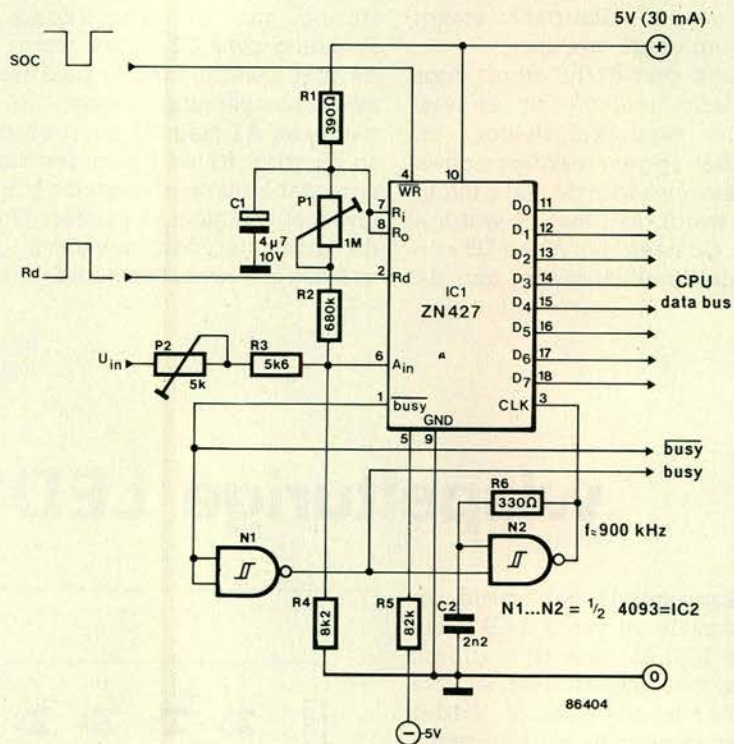 5V (30 mA)
+
SOC
R1
390Ω
4
WR
10
C1
4µ7
10V
P1
1M
7
Ri
8
Ro
D0
11
D1
12
D2
13
D3
14
D4
15
D5
16
D6
17
D7
18
CPU
data bus
Rd
2
Rd
IC1
ZN427
R2
680k
Uin
P2
5k
R3
5k6
6
Ain
1
busy
GND
5
9
CLK
3
busy
busy
R6
330Ω
f≈900 kHz
N1
N2
R4
8k2
R5
82k
C2
2n2
N1...N2 = 1/2 4093=IC2
0
86404
−
-5V